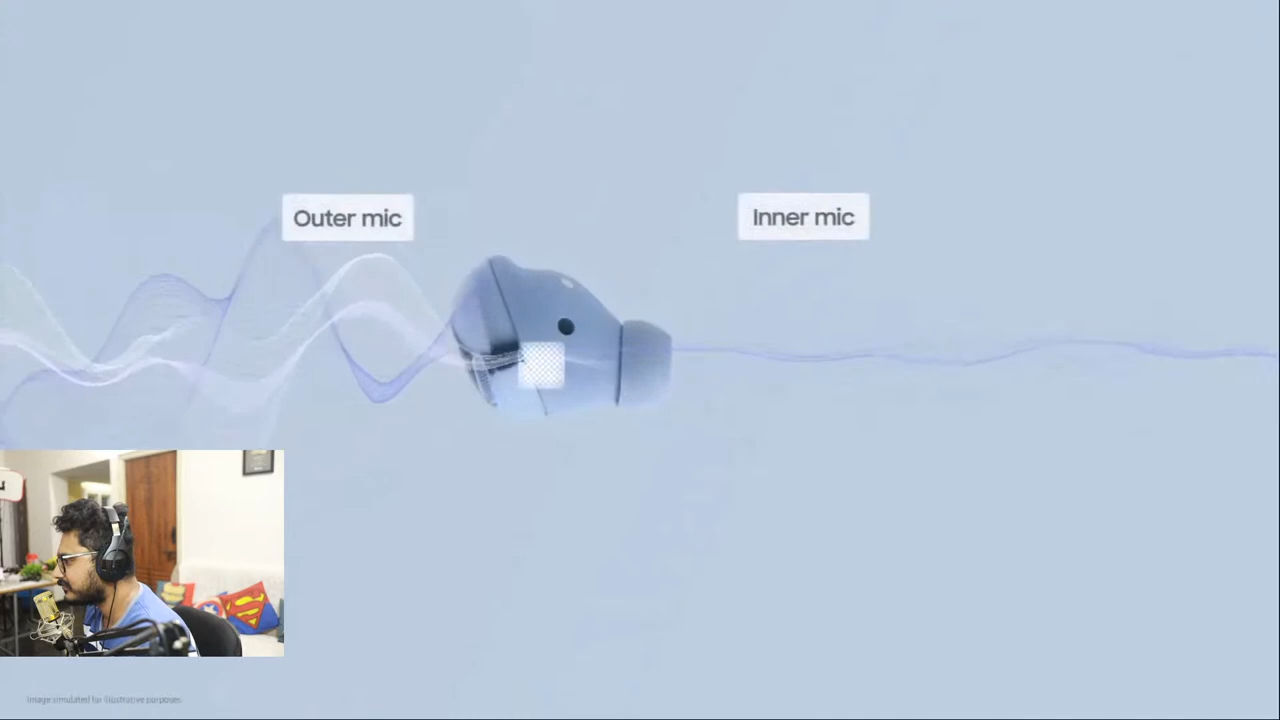 Outer mic
Inner mic
Image simulated for illustrative purposes.